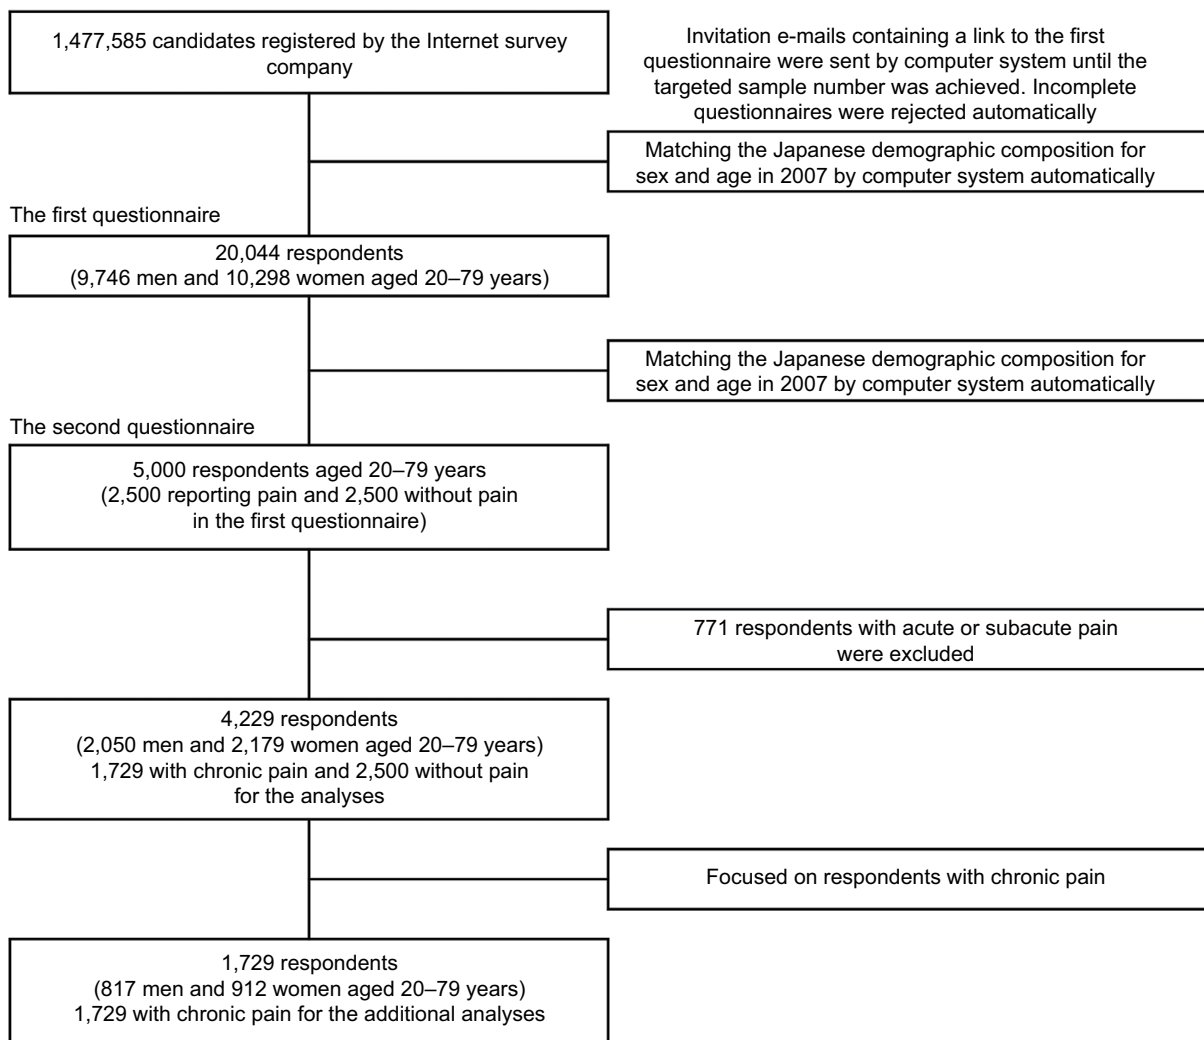 1,477,585 candidates registered by the Internet survey
company
Invitation e-mails containing a link to the first
questionnaire were sent by computer system until the
targeted sample number was achieved. Incomplete
questionnaires were rejected automatically
Matching the Japanese demographic composition for
sex and age in 2007 by computer system automatically
The first questionnaire
20,044 respondents
(9,746 men and 10,298 women aged 20–79 years)
Matching the Japanese demographic composition for
sex and age in 2007 by computer system automatically
The second questionnaire
5,000 respondents aged 20–79 years
(2,500 reporting pain and 2,500 without pain
in the first questionnaire)
771 respondents with acute or subacute pain
were excluded
4,229 respondents
(2,050 men and 2,179 women aged 20–79 years)
1,729 with chronic pain and 2,500 without pain
for the analyses
Focused on respondents with chronic pain
1,729 respondents
(817 men and 912 women aged 20–79 years)
1,729 with chronic pain for the additional analyses